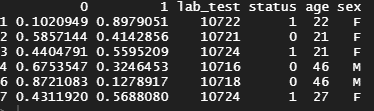 0 1 lab_test status age sex
1 0.1020949 0.8979051 10722 1 22 F
2 0.5857144 0.4142856 10721 0 21 F
3 0.4404791 0.5595209 10724 1 21 F
4 0.6753547 0.3246453 10716 0 46 M
6 0.8721083 0.1278917 10718 0 46 M
7 0.4311920 0.5688080 10724 1 27 F